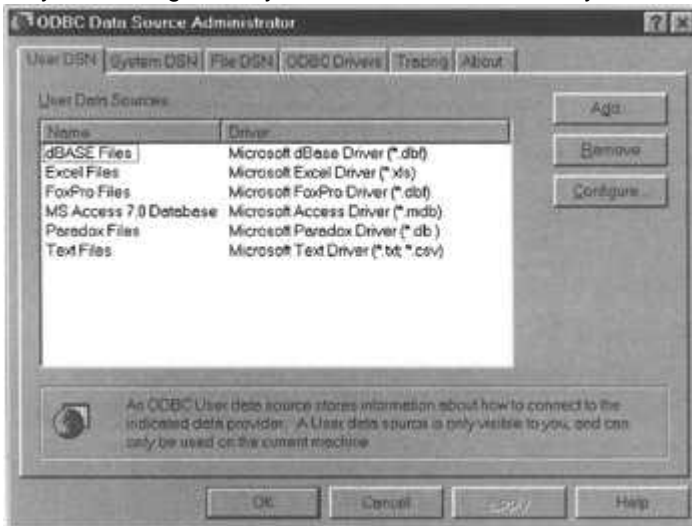 ODBC Data Source Administrator
User DSN System DSN File DSN ODBC Drivers Tracing About
User Data Sources:
Add...
Name Driver
dBASE Files Microsoft dBase Driver (*.dbf)
Remove
Excel Files Microsoft Excel Driver (*.xls)
FoxPro Files Microsoft FoxPro Driver (*.dbf)
Configure...
MS Access 7.0 Database Microsoft Access Driver (*.mdb)
Paradox Files Microsoft Paradox Driver (*.db )
Text Files Microsoft Text Driver (*.txt; *.csv)
An ODBC User data source stores information about how to connect to the
indicated data provider. A User data source is only visible to you, and can
only be used on the current machine.
OK Cancel Apply Help